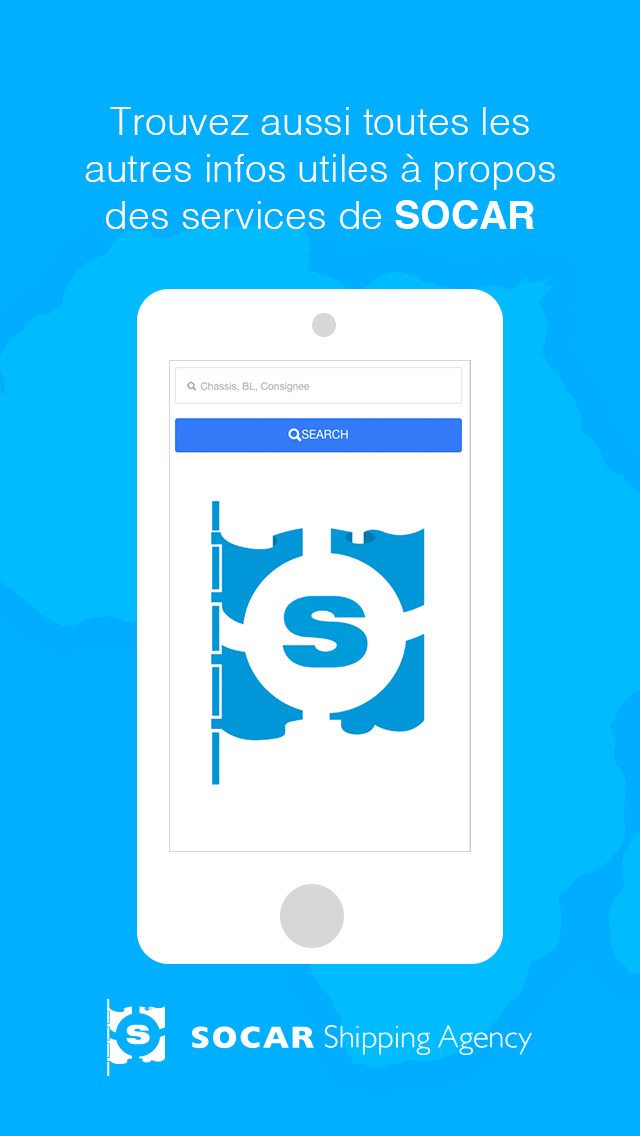 Trouvez aussi toutes les
autres infos utiles à propos
des services de SOCAR
Chassis, BL, Consignee
SEARCH
S
S SOCAR Shipping Agency